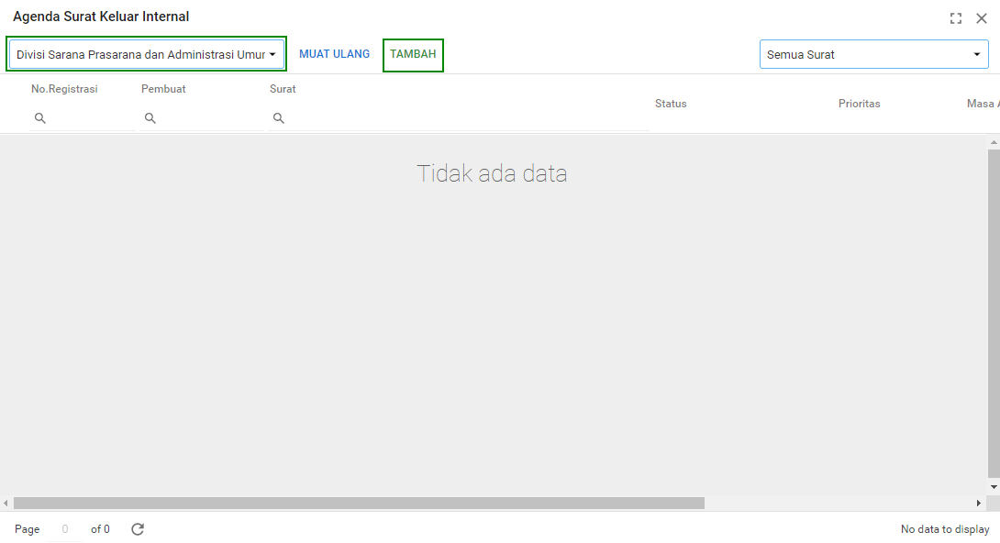 Agenda Surat Keluar Internal
Divisi Sarana Prasarana dan Administrasi Umur MUAT ULANG TAMBAH Semua Surat
No.Registrasi Pembuat Surat Status Prioritas Masa A
Tidak ada data
Page 0 of 0 No data to display